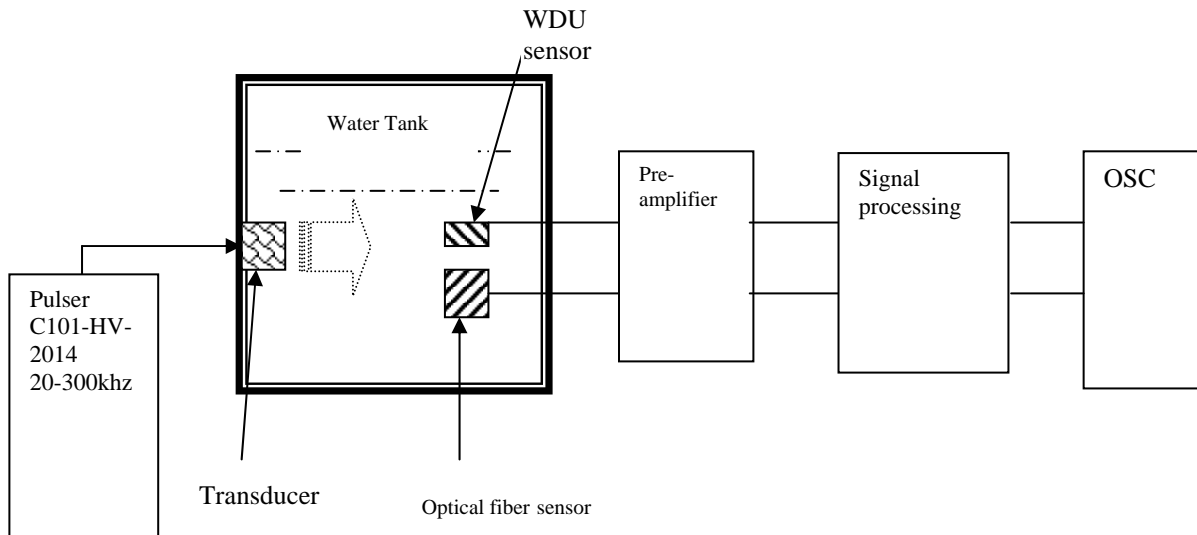 WDU
sensor
Water Tank
Pre-
amplifier
Signal
processing
OSC
Pulser
C101-HV-
2014
20-300khz
Transducer
Optical fiber sensor